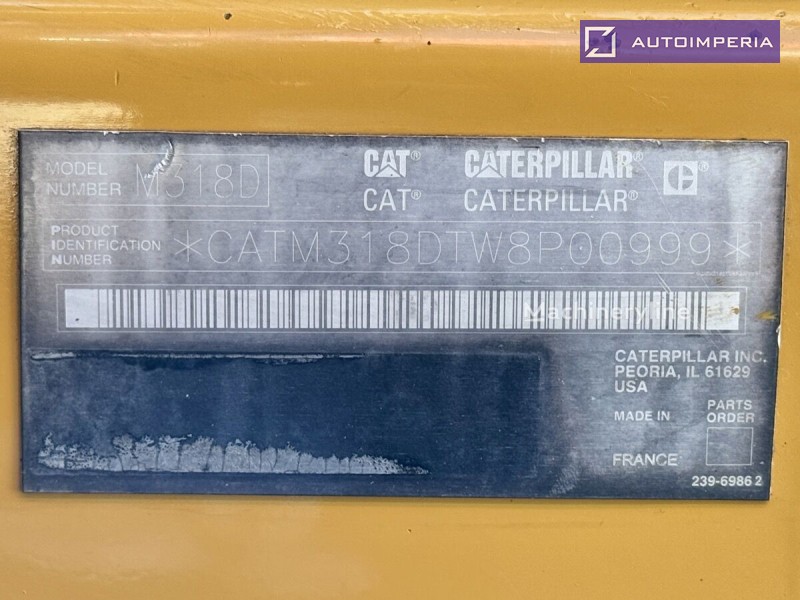 AUTOIMPERIA
MODEL
NUMBER
M318D
CAT® CATERPILLAR®
CAT® CATERPILLAR®
PRODUCT
IDENTIFICATION
NUMBER
*CATM318DTW8P00999*
Machineryline
CATERPILLAR INC.
PEORIA, IL 61629
USA
MADE IN
FRANCE
PARTS
ORDER
239-6986 2